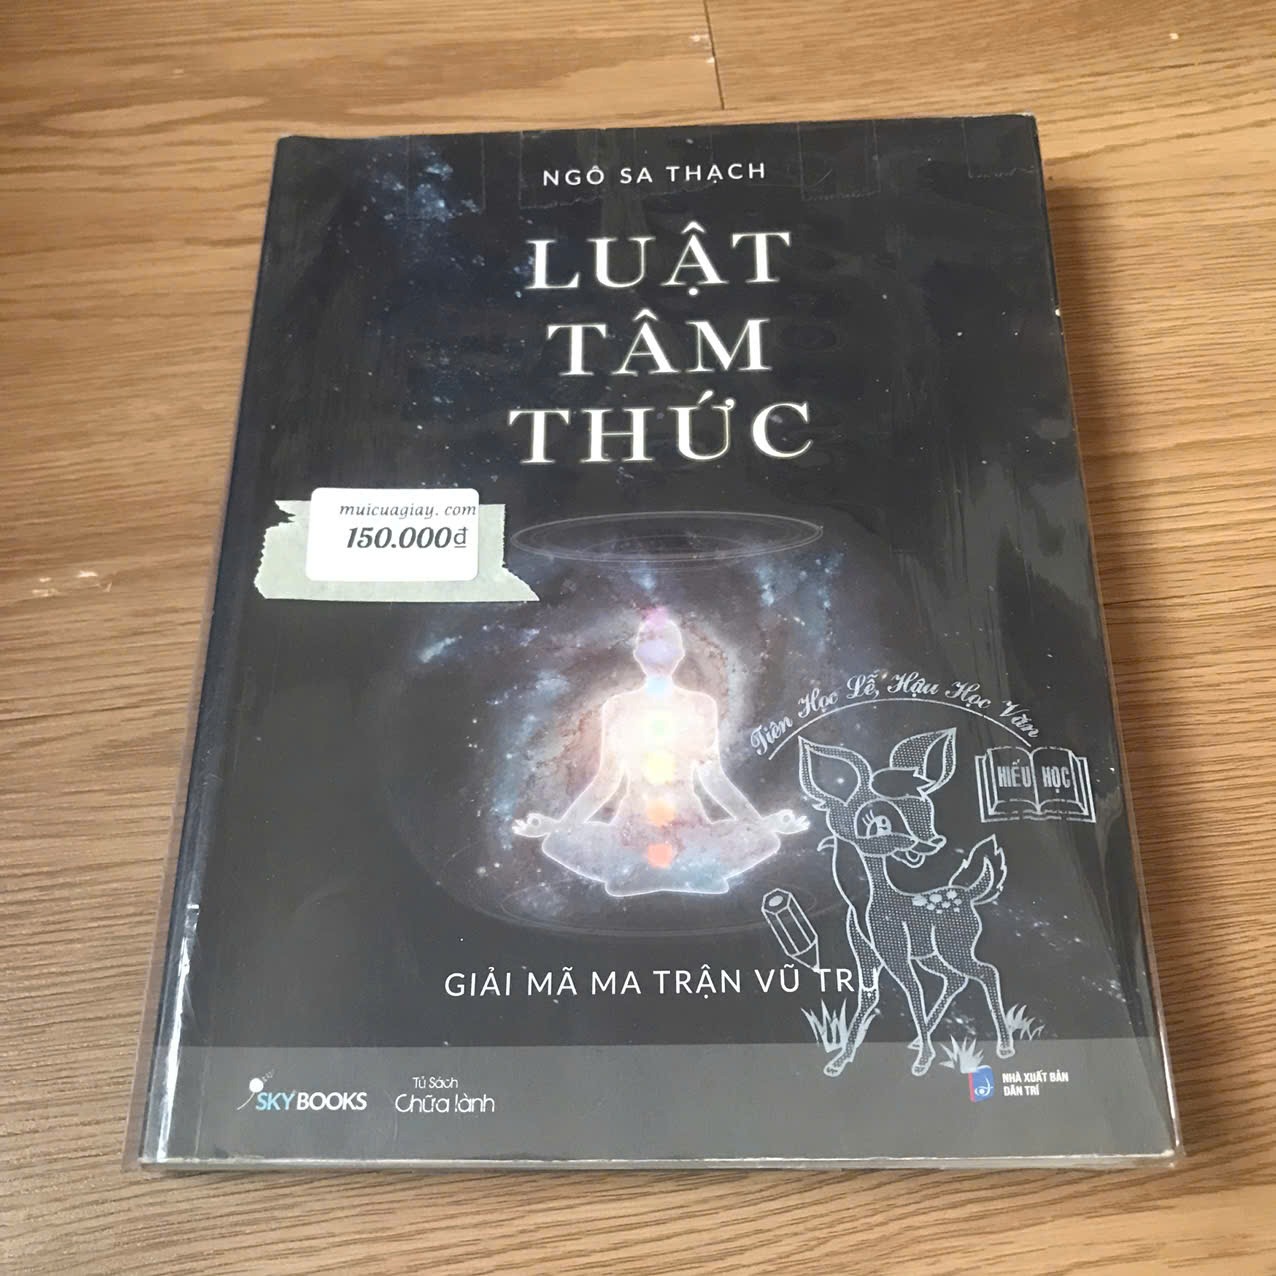 NGÔ SA THẠCH
LUẬT
TÂM
THỨC
muicuagiay. com
150.000₫
Tiên Học Lễ, Hậu Học Văn
HIẾU HỌC
GIẢI MÃ MA TRẬN VŨ TRỤ
SKYBOOKS
Tủ Sách
Chữa lành
NHÀ XUẤT BẢN
DÂN TRÍ